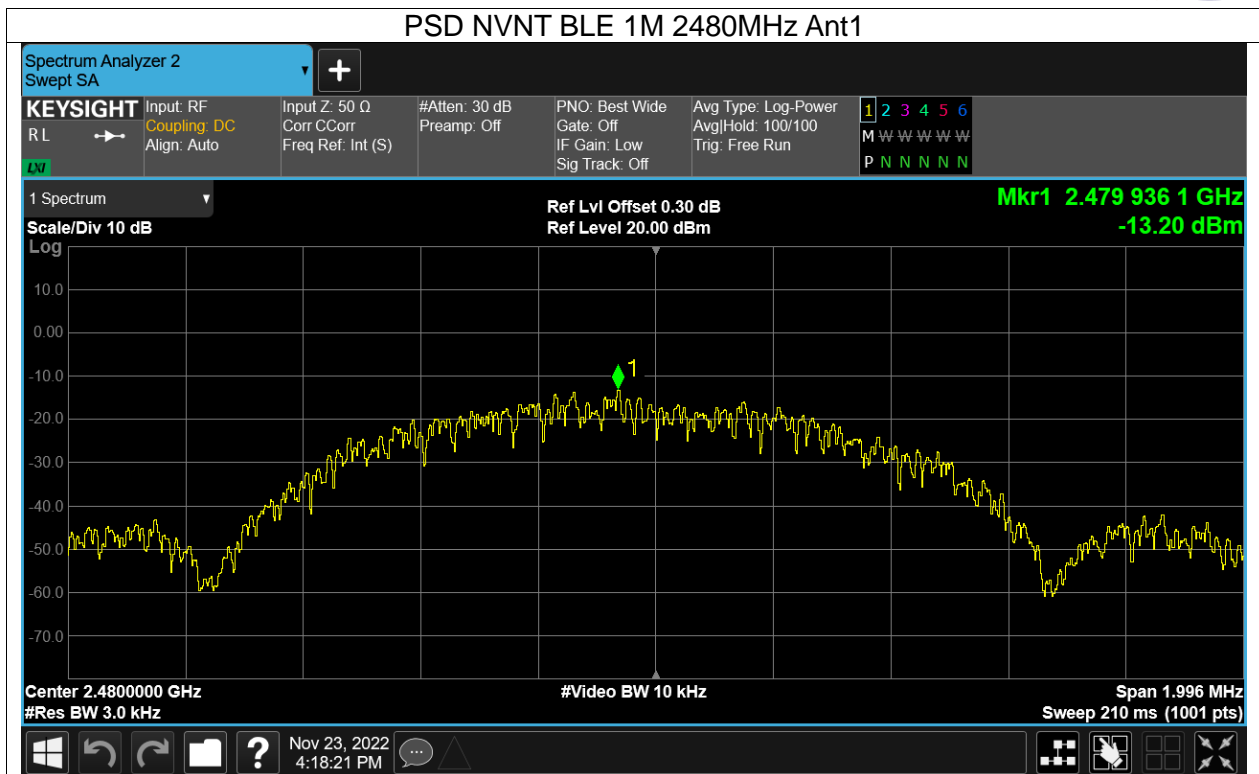 PSD NVNT BLE 1M 2480MHz Ant1
Spectrum Analyzer 2
Swept SA
+
KEYSIGHT
R L
LXI
Input: RF
Coupling: DC
Align: Auto
Input Z: 50 Ω
Corr CCorr
Freq Ref: Int (S)
#Atten: 30 dB
Preamp: Off
PNO: Best Wide
Gate: Off
IF Gain: Low
Sig Track: Off
Avg Type: Log-Power
Avg|Hold: 100/100
Trig: Free Run
1 2 3 4 5 6
M W W W W W
P N N N N N
1 Spectrum
Scale/Div 10 dB
Ref Lvl Offset 0.30 dB
Ref Level 20.00 dBm
Mkr1 2.479 936 1 GHz
-13.20 dBm
Log
10.0
0.00
-10.0
-20.0
-30.0
-40.0
-50.0
-60.0
-70.0
1
Center 2.4800000 GHz
#Res BW 3.0 kHz
#Video BW 10 kHz
Span 1.996 MHz
Sweep 210 ms (1001 pts)
?
Nov 23, 2022
4:18:21 PM